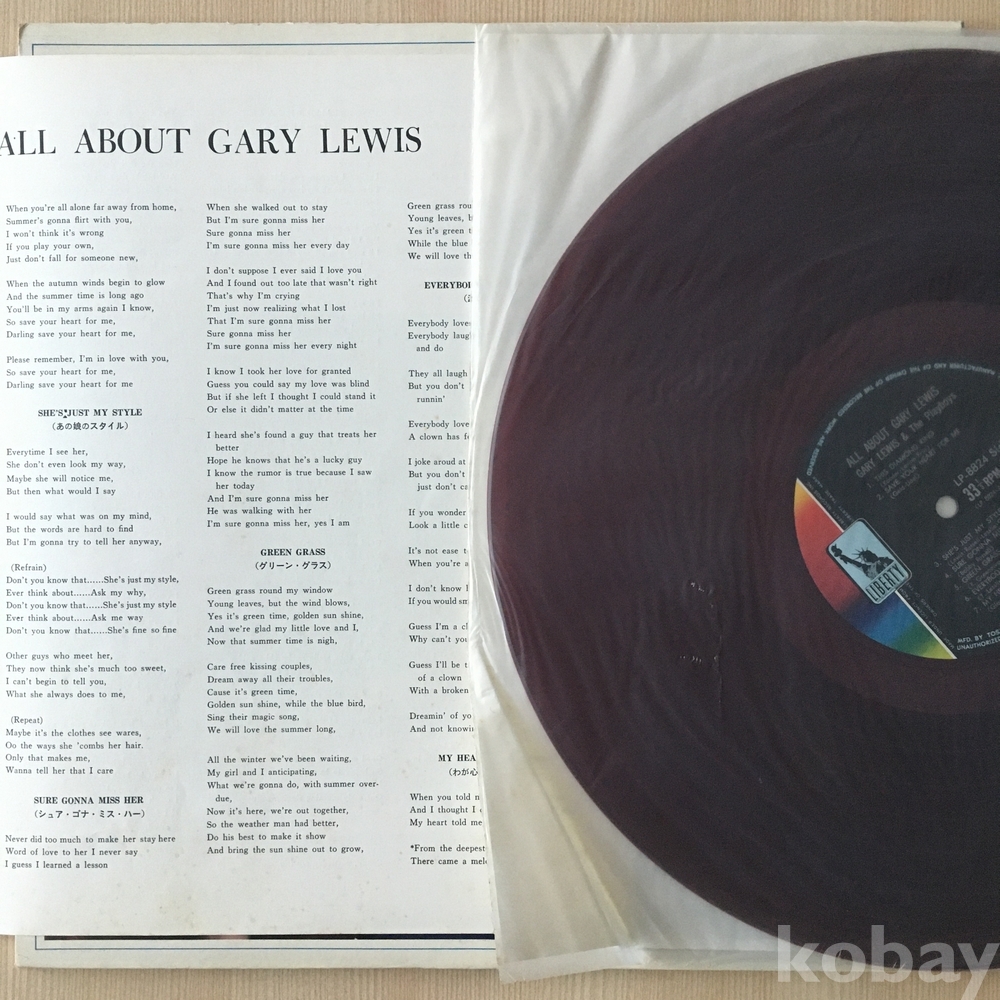 ALL ABOUT GARY LEWIS
When you're all alone far away from home,
Summer's gonna flirt with you,
I won't think it's wrong
If you play your own,
Just don't fall for someone new,
When the autumn winds begin to glow
And the summer time is long ago
You'll be in my arms again I know,
So save your heart for me,
Darling save your heart for me,
Please remember, I'm in love with you,
So save your heart for me,
Darling save your heart for me
SHE'S JUST MY STYLE
(あの娘のスタイル)
Everytime I see her,
She don't even look my way,
Maybe she will notice me,
But then what would I say
I would say what was on my mind,
But the words are hard to find
But I'm gonna try to tell her anyway,
(Refrain)
Don't you know that......She's just my style,
Ever think about......Ask my why,
Don't you know that......She's just my style
Ever think about......Ask me way
Don't you know that......She's fine so fine
Other guys who meet her,
They now think she's much too sweet,
I can't begin to tell you,
What she always does to me,
(Repeat)
Maybe it's the clothes see wares,
Oo the ways she 'combs her hair.
Only that makes me,
Wanna tell her that I care
SURE GONNA MISS HER
(シュア・ゴナ・ミス・ハー)
Never did too much to make her stay here
Word of love to her I never say
I guess I learned a lesson
When she walked out to stay
But I'm sure gonna miss her
Sure gonna miss her
I'm sure gonna miss her every day
I don't suppose I ever said I love you
And I found out too late that wasn't right
That's why I'm crying
I'm just now realizing what I lost
That I'm sure gonna miss her
Sure gonna miss her
I'm sure gonna miss her every night
I know I took her love for granted
Guess you could say my love was blind
But if she left I thought I could stand it
Or else it didn't matter at the time
I heard she's found a guy that treats her
better
Hope he knows that he's a lucky guy
I know the rumor is true because I saw
her today
And I'm sure gonna miss her
He was walking with her
I'm sure gonna miss her, yes I am
GREEN GRASS
(グリーン・グラス)
Green grass round my window
Young leaves, but the wind blows,
Yes it's green time, golden sun shine,
And we're glad my little love and I,
Now that summer time is nigh,
Care free kissing couples,
Dream away all their troubles,
Cause it's green time,
Golden sun shine, while the blue bird,
Sing their magic song,
We will love the summer long,
All the winter we've been waiting,
My girl and I anticipating,
What we're gonna do, with summer over-
due,
Now it's here, we're out together,
So the weather man had better,
Do his best to make it show
And bring the sun shine out to grow,
Green grass rou
Young leaves, b
Yes it's green t
While the blue
We will love th
EVERYBO
Everybody loves
Everybody laug
and do
They all laugh
But you don't
runnin'
Everybody love
A clown has f
I joke aroud at
But you don't
just don't ca
If you wonder
Look a little c
It's not ease t
When you're a
I don't know
If you would sm
Guess I'm a cl
Why can't you
Guess I'll be t
of a clown
With a broken
Dreamin' of yo
And not knowi
MY HEA
(わが心
When you told n
And I thought I
My heart told me
*From the deepest
There came a mel
ALL ABOUT GARY LEWIS
GARY LEWIS & The Playboys
LP-8824
33⅓ RPM
LIBERTY
MFD. BY TOS
UNAUTHORIZED
kobay